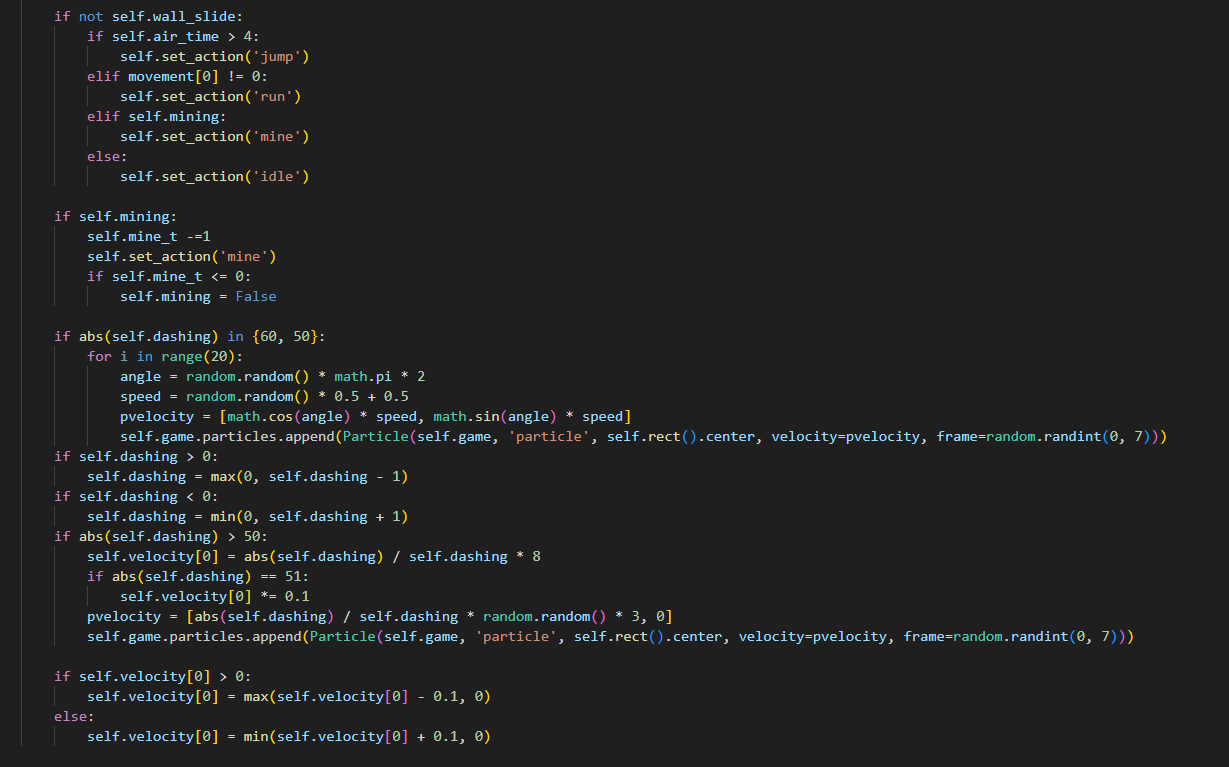 if not self.wall_slide:
    if self.air_time > 4:
        self.set_action('jump')
    elif movement[0] != 0:
        self.set_action('run')
    elif self.mining:
        self.set_action('mine')
    else:
        self.set_action('idle')

if self.mining:
    self.mine_t -=1
    self.set_action('mine')
    if self.mine_t <= 0:
        self.mining = False

if abs(self.dashing) in {60, 50}:
    for i in range(20):
        angle = random.random() * math.pi * 2
        speed = random.random() * 0.5 + 0.5
        pvelocity = [math.cos(angle) * speed, math.sin(angle) * speed]
        self.game.particles.append(Particle(self.game, 'particle', self.rect().center, velocity=pvelocity, frame=random.randint(0, 7)))
if self.dashing > 0:
    self.dashing = max(0, self.dashing - 1)
if self.dashing < 0:
    self.dashing = min(0, self.dashing + 1)
if abs(self.dashing) > 50:
    self.velocity[0] = abs(self.dashing) / self.dashing * 8
    if abs(self.dashing) == 51:
        self.velocity[0] *= 0.1
    pvelocity = [abs(self.dashing) / self.dashing * random.random() * 3, 0]
    self.game.particles.append(Particle(self.game, 'particle', self.rect().center, velocity=pvelocity, frame=random.randint(0, 7)))

if self.velocity[0] > 0:
    self.velocity[0] = max(self.velocity[0] - 0.1, 0)
else:
    self.velocity[0] = min(self.velocity[0] + 0.1, 0)